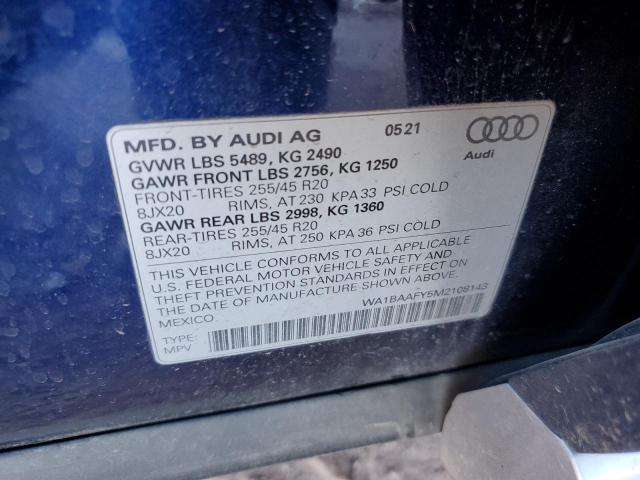 MFD. BY AUDI AG 0521
GVWR LBS 5489, KG 2490
GAWR FRONT LBS 2756, KG 1250
FRONT-TIRES 255/45 R20
8JX20 RIMS, AT 230 KPA 33 PSI COLD
GAWR REAR LBS 2998, KG 1360
REAR-TIRES 255/45 R20
8JX20 RIMS, AT 250 KPA 36 PSI COLD
Audi
THIS VEHICLE CONFORMS TO ALL APPLICABLE
U.S. FEDERAL MOTOR VEHICLE SAFETY AND
THEFT PREVENTION STANDARDS IN EFFECT ON
THE DATE OF MANUFACTURE SHOWN ABOVE.
MEXICO.
WA1BAAFY5M2108143
TYPE:
MPV